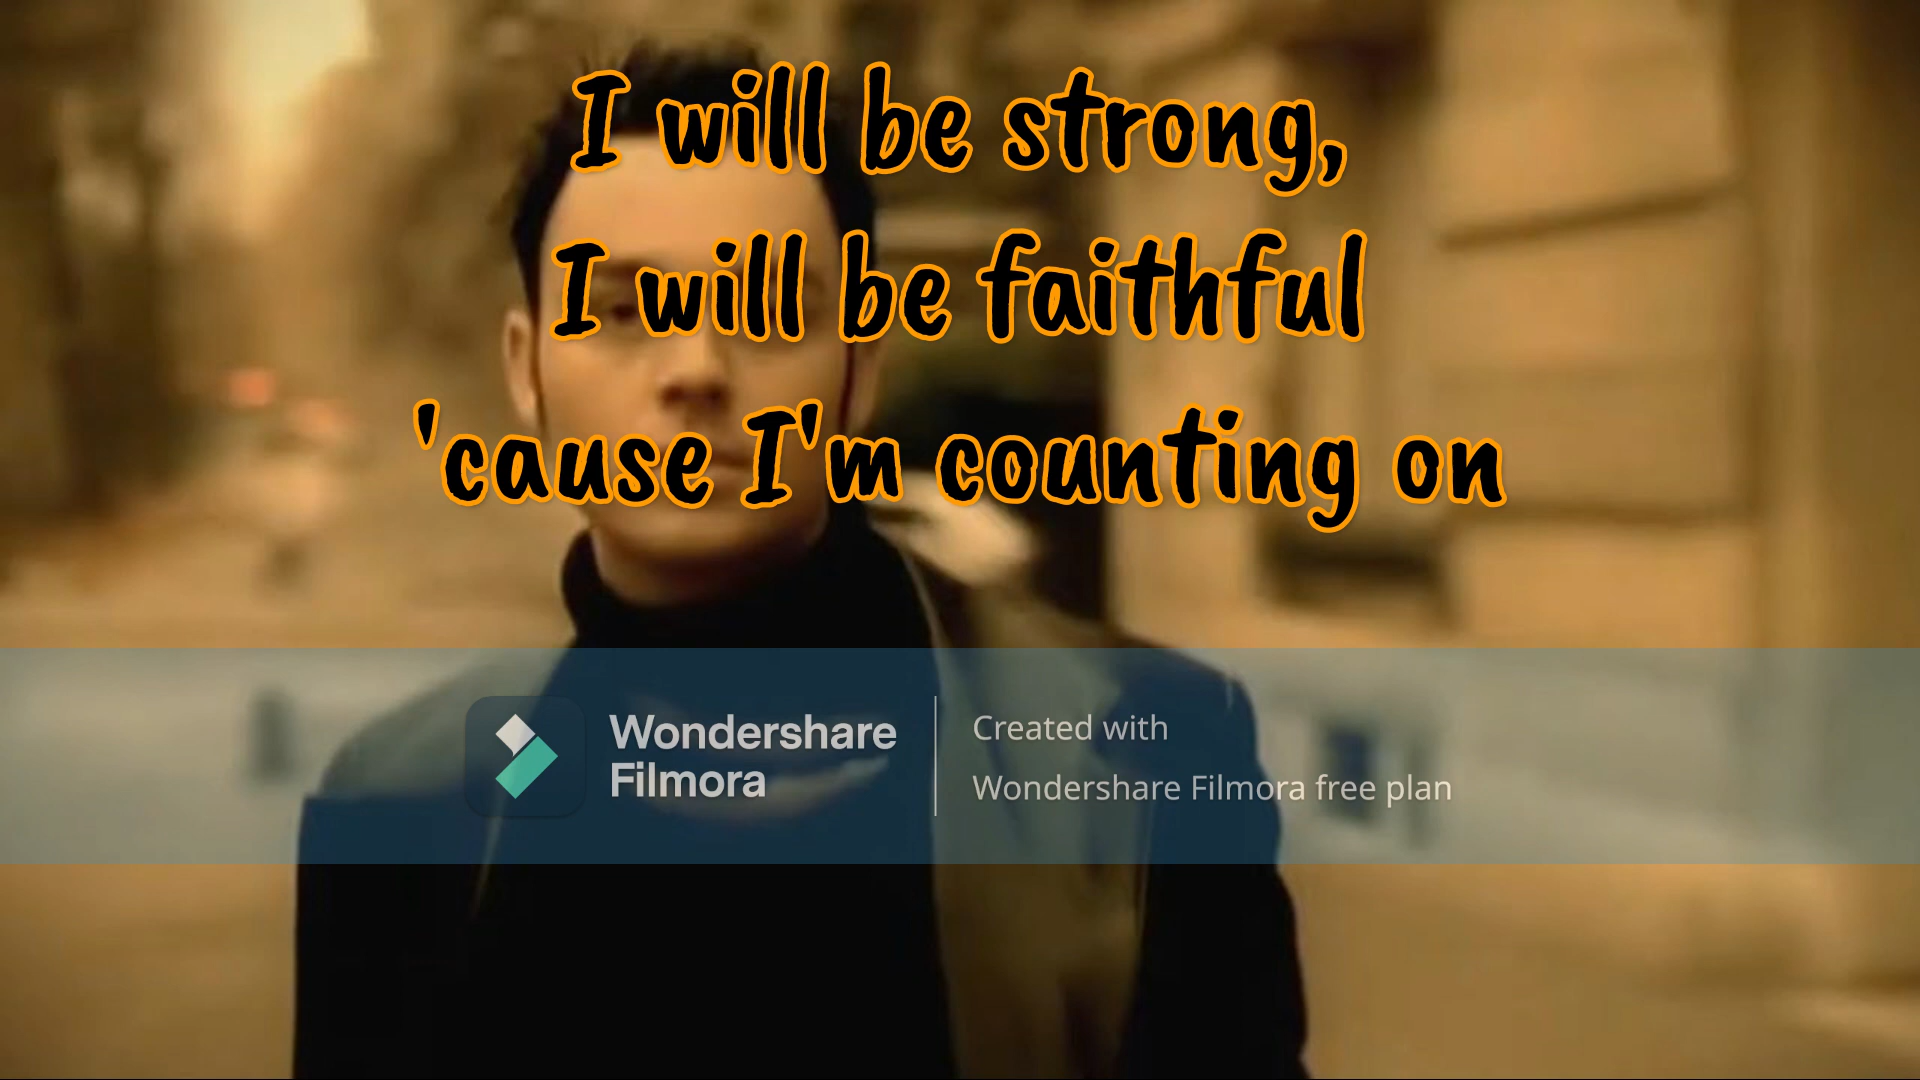 I will be strong,
I will be faithful
'cause I'm counting on
Wondershare
Filmora
Created with
Wondershare Filmora free plan